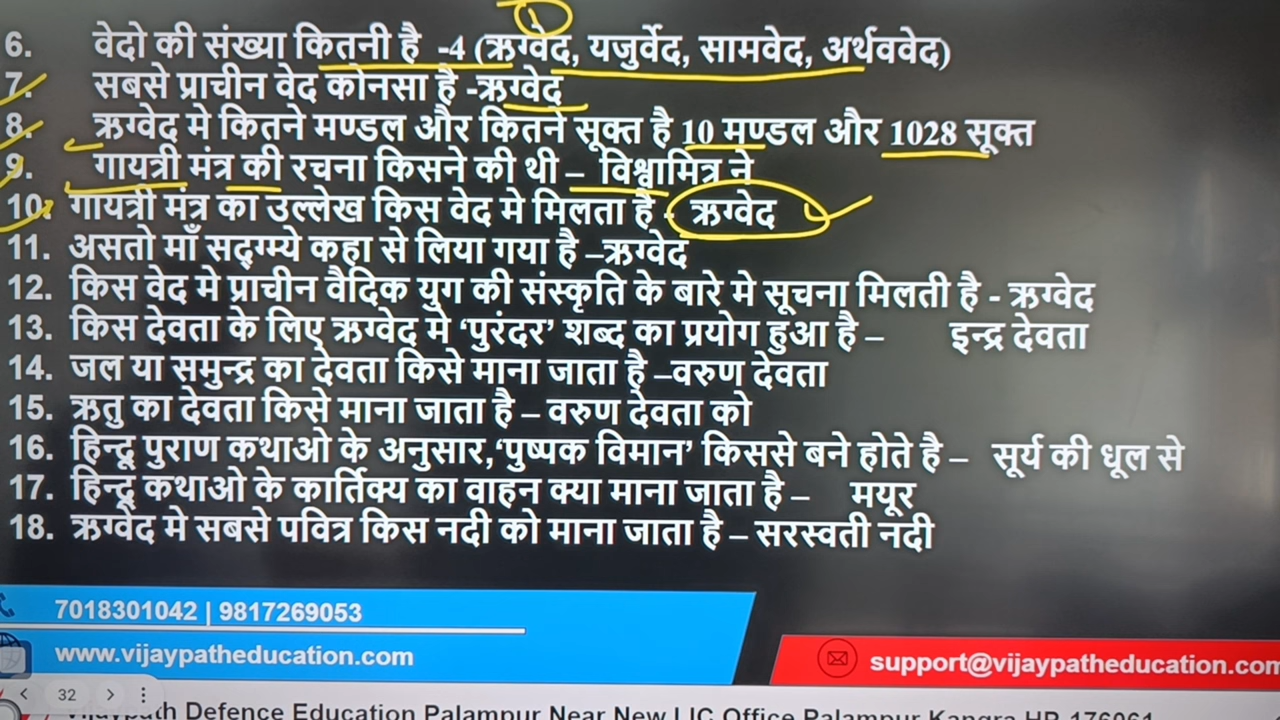 6. वेदो की संख्या कितनी है -4 (ऋग्वेद, यजुर्वेद, सामवेद, अर्थववेद)
7. सबसे प्राचीन वेद कोनसा है -ऋग्वेद
8. ऋग्वेद मे कितने मण्डल और कितने सूक्त है 10 मण्डल और 1028 सूक्त
9. गायत्री मंत्र की रचना किसने की थी – विश्वामित्र ने
10. गायत्री मंत्र का उल्लेख किस वेद मे मिलता है - ऋग्वेद
11. असतो माँ सद्ग्म्ये कहा से लिया गया है –ऋग्वेद
12. किस वेद मे प्राचीन वैदिक युग की संस्कृति के बारे मे सूचना मिलती है - ऋग्वेद
13. किस देवता के लिए ऋग्वेद मे ‘पुरंदर’ शब्द का प्रयोग हुआ है – इन्द्र देवता
14. जल या समुन्द्र का देवता किसे माना जाता है –वरुण देवता
15. ऋतु का देवता किसे माना जाता है – वरुण देवता को
16. हिन्दू पुराण कथाओ के अनुसार,‘पुष्पक विमान’ किससे बने होते है – सूर्य की धूल से
17. हिन्दू कथाओ के कार्तिक्य का वाहन क्या माना जाता है – मयूर
18. ऋग्वेद मे सबसे पवित्र किस नदी को माना जाता है – सरस्वती नदी
7018301042 | 9817269053
www.vijaypatheducation.com
support@vijaypatheducation.com
32
Vijaypath Defence Education Palampur Near New LIC Office Palampur Kangra HP-176061